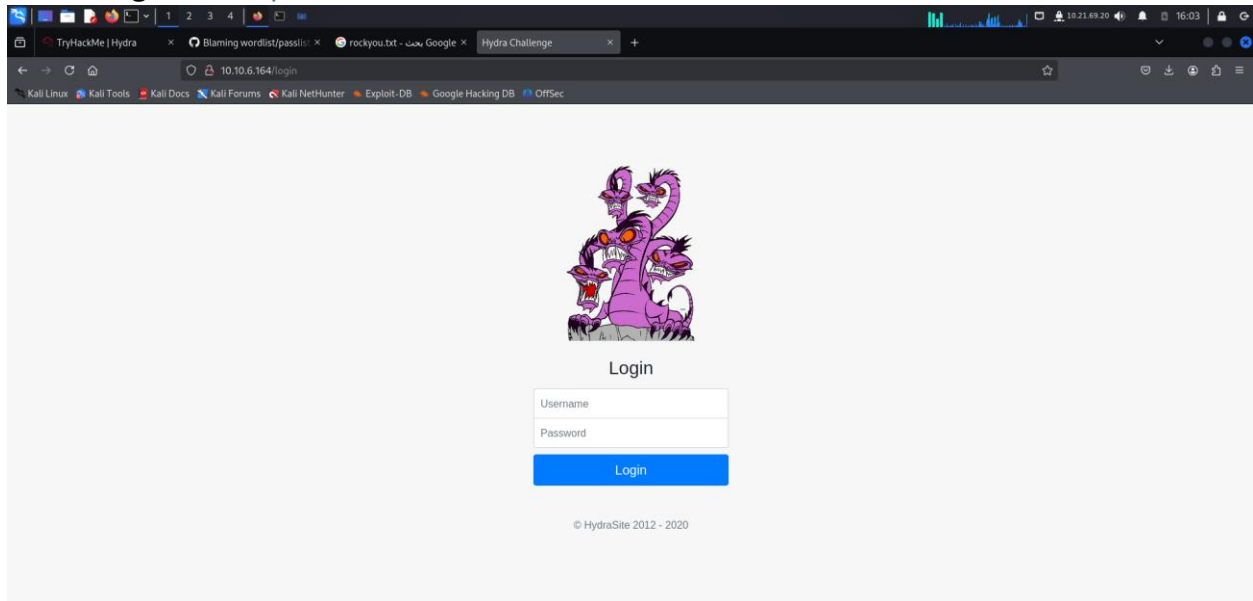 1 2 3 4 10.21.69.20 16:03
TryHackMe | Hydra Blaming wordlist/passlis rockyou.txt - بحث Google Hydra Challenge
10.10.6.164/login
Kali Linux Kali Tools Kali Docs Kali Forums Kali NetHunter Exploit-DB Google Hacking DB OffSec
Login
Username
Password
Login
© HydraSite 2012 - 2020